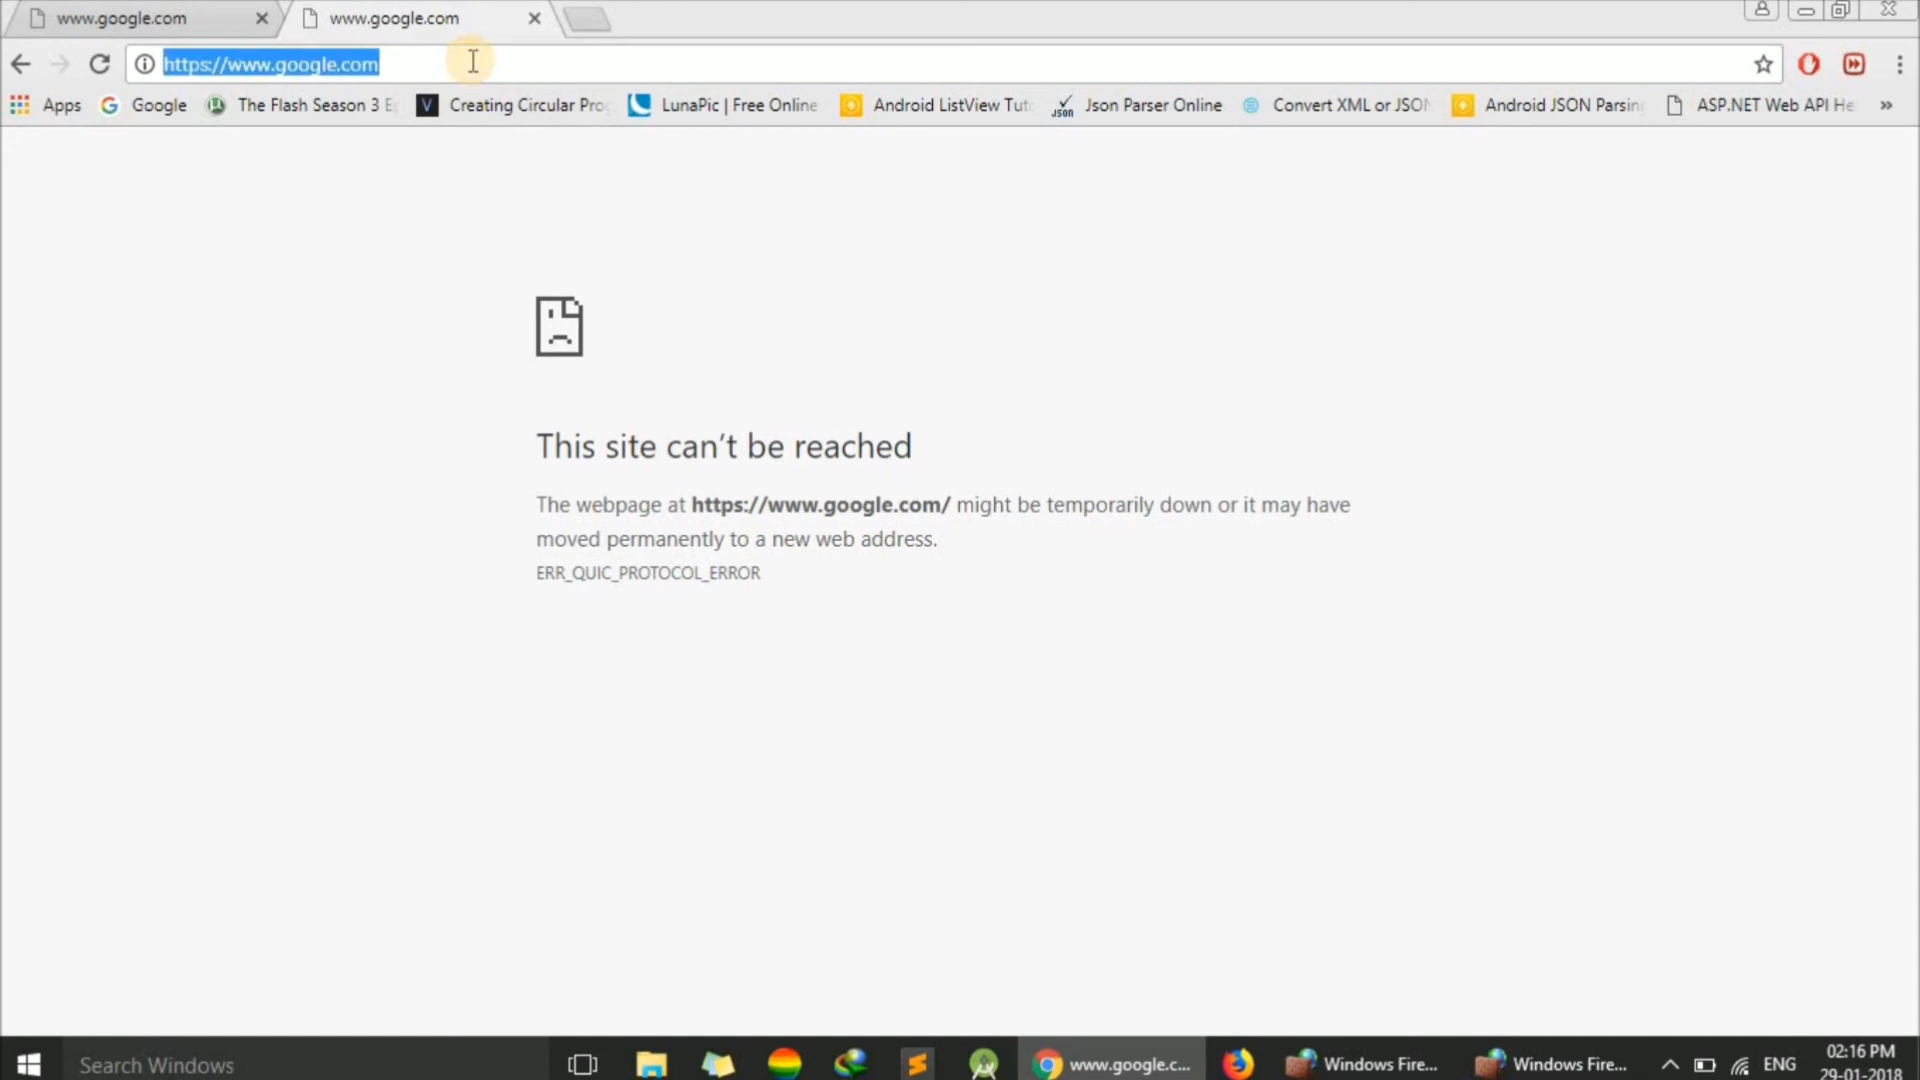 www.google.com
www.google.com
https://www.google.com
Apps
Google
The Flash Season 3 E
V
Creating Circular Pro
LunaPic | Free Online
Android ListView Tut
JSON
Json Parser Online
Convert XML or JSO
Android JSON Parsin
ASP.NET Web API He
»
This site can't be reached
The webpage at https://www.google.com/ might be temporarily down or it may have
moved permanently to a new web address.
ERR_QUIC_PROTOCOL_ERROR
Search Windows
www.google.c...
Windows Fire...
Windows Fire...
ENG
02:16 PM
29-01-2018